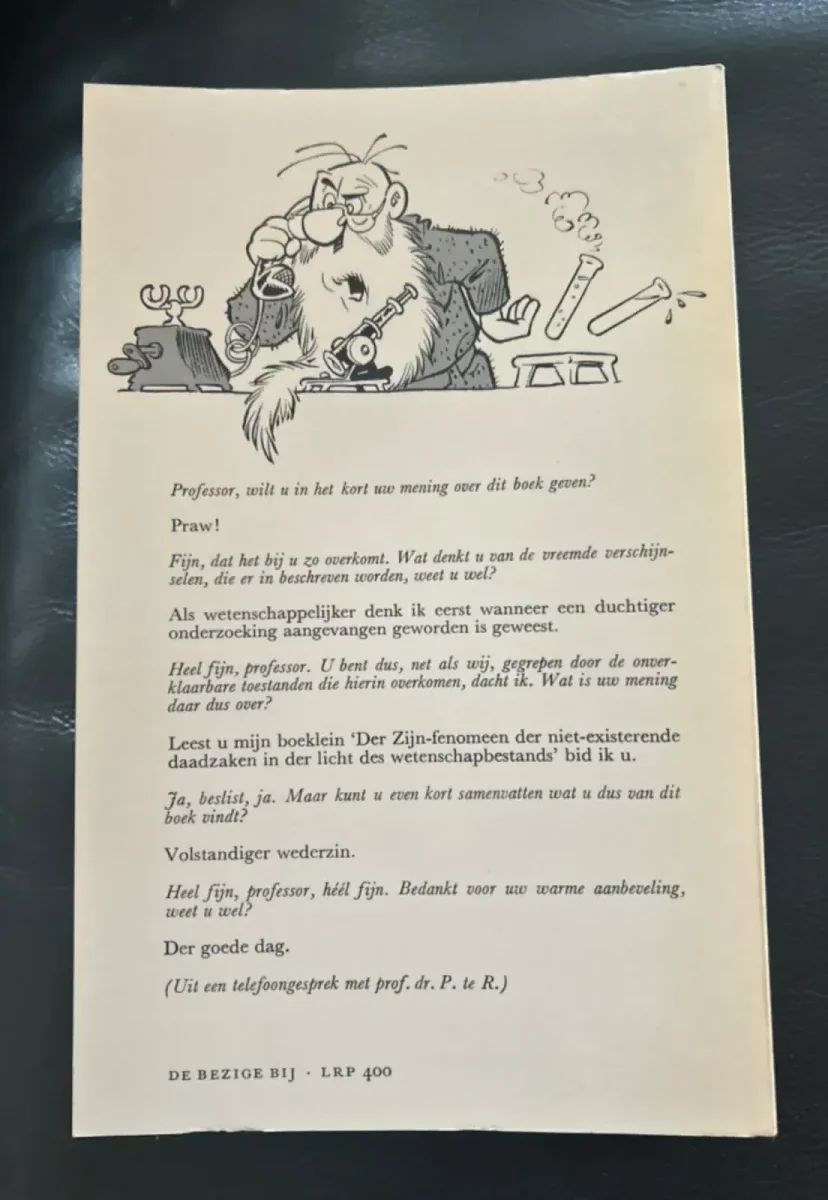 Professor, wilt u in het kort uw mening over dit boek geven?
Praw!
Fijn, dat het bij u zo overkomt. Wat denkt u van de vreemde verschijn-
selen, die er in beschreven worden, weet u wel?
Als wetenschappelijker denk ik eerst wanneer een duchtiger
onderzoeking aangevangen geworden is geweest.
Heel fijn, professor. U bent dus, net als wij, gegrepen door de onver-
klaarbare toestanden die hierin overkomen, dacht ik. Wat is uw mening
daar dus over?
Leest u mijn boeklein ‘Der Zijn-fenomeen der niet-existerende
daadzaken in der licht des wetenschapbestands’ bid ik u.
Ja, beslist, ja. Maar kunt u even kort samenvatten wat u dus van dit
boek vindt?
Volstandiger wederzin.
Heel fijn, professor, héél fijn. Bedankt voor uw warme aanbeveling,
weet u wel?
Der goede dag.
(Uit een telefoongesprek met prof. dr. P. te R.)
DE BEZIGE BIJ · LRP 400